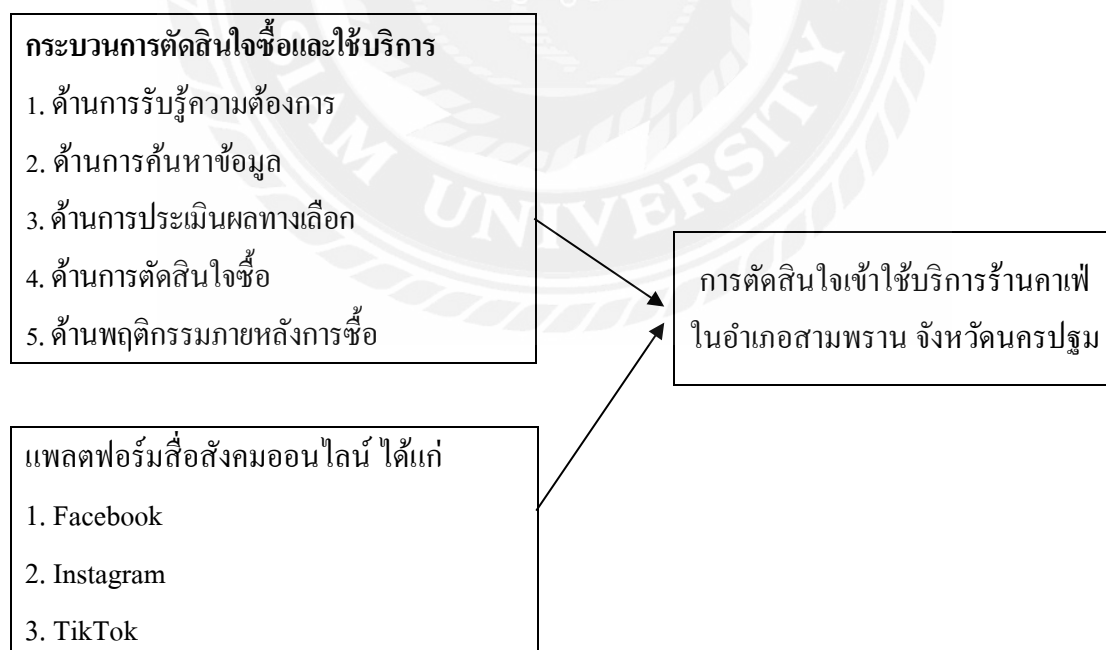 SIAM UNIVERSITY
กระบวนการตัดสินใจซื้อและใช้บริการ
1. ด้านการรับรู้ความต้องการ
2. ด้านการค้นหาข้อมูล
3. ด้านการประเมินผลทางเลือก
4. ด้านการตัดสินใจซื้อ
5. ด้านพฤติกรรมภายหลังการซื้อ
การตัดสินใจเข้าใช้บริการร้านคาเฟ่
ในอำเภอสามพราน จังหวัดนครปฐม
แพลตฟอร์มสื่อสังคมออนไลน์ ได้แก่
1. Facebook
2. Instagram
3. TikTok